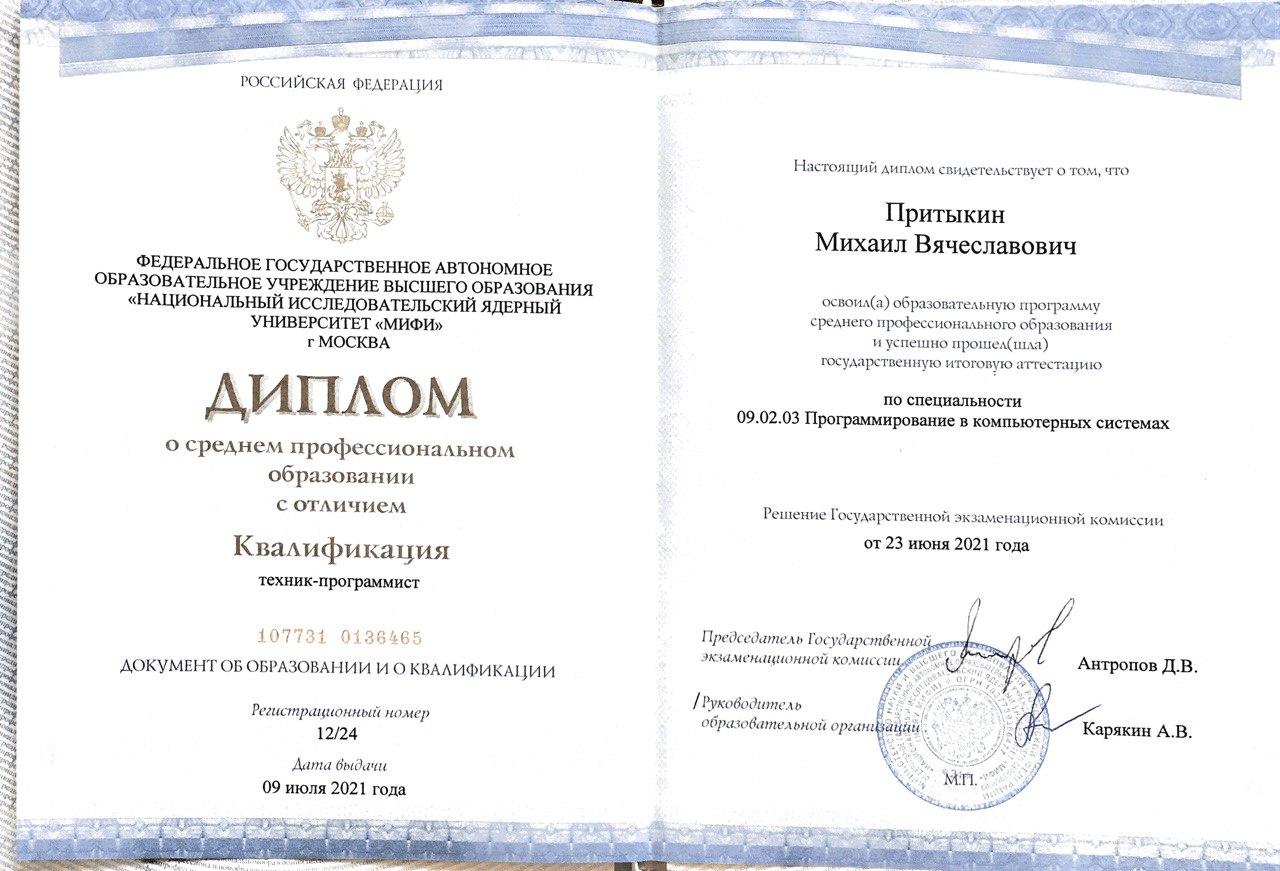 РОССИЙСКАЯ ФЕДЕРАЦИЯ
ФЕДЕРАЛЬНОЕ ГОСУДАРСТВЕННОЕ АВТОНОМНОЕ
ОБРАЗОВАТЕЛЬНОЕ УЧРЕЖДЕНИЕ ВЫСШЕГО ОБРАЗОВАНИЯ
«НАЦИОНАЛЬНЫЙ ИССЛЕДОВАТЕЛЬСКИЙ ЯДЕРНЫЙ
УНИВЕРСИТЕТ «МИФИ»
г МОСКВА
ДИПЛОМ
о среднем профессиональном
образовании
с отличием
Квалификация
техник-программист
107731 0136465
ДОКУМЕНТ ОБ ОБРАЗОВАНИИ И О КВАЛИФИКАЦИИ
Регистрационный номер
12/24
Дата выдачи
09 июля 2021 года
Настоящий диплом свидетельствует о том, что
Притыкин
Михаил Вячеславович
освоил(а) образовательную программу
среднего профессионального образования
и успешно прошел(шла)
государственную итоговую аттестацию
по специальности
09.02.03 Программирование в компьютерных системах
Решение Государственной экзаменационной комиссии
от 23 июня 2021 года
Председатель Государственной
экзаменационной комиссии
Антропов Д.В.
/Руководитель
образовательной организации
Карякин А.В.
М.П.